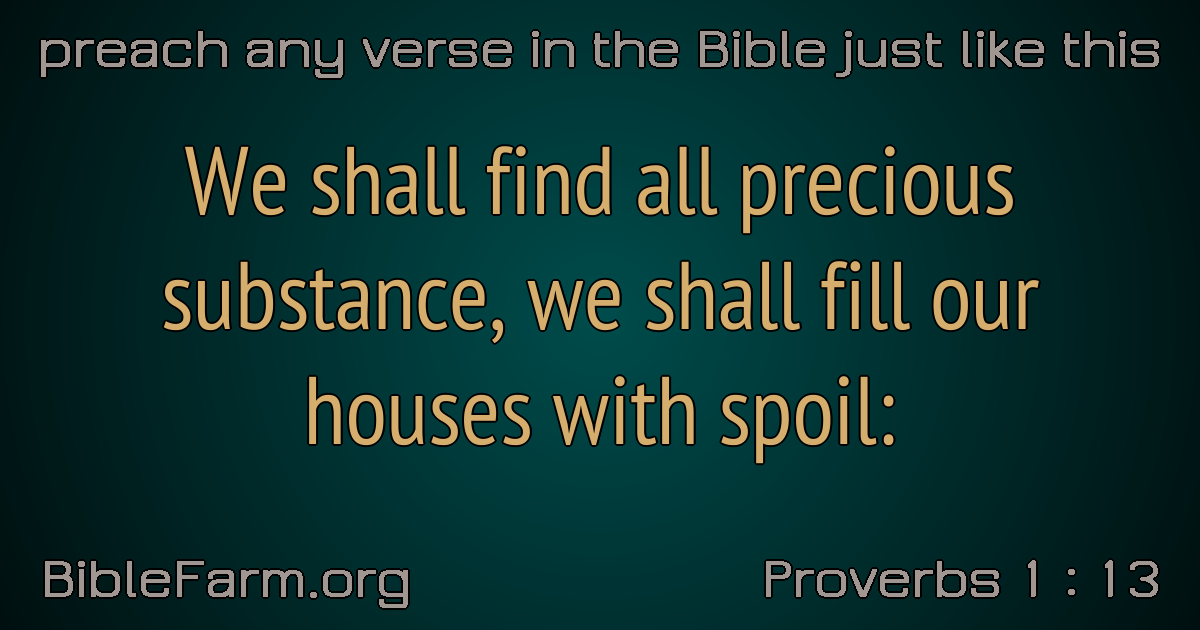 preach any verse in the Bible just like this
We shall find all precious
substance, we shall fill our
houses with spoil:
BibleFarm.org
Proverbs 1 : 13